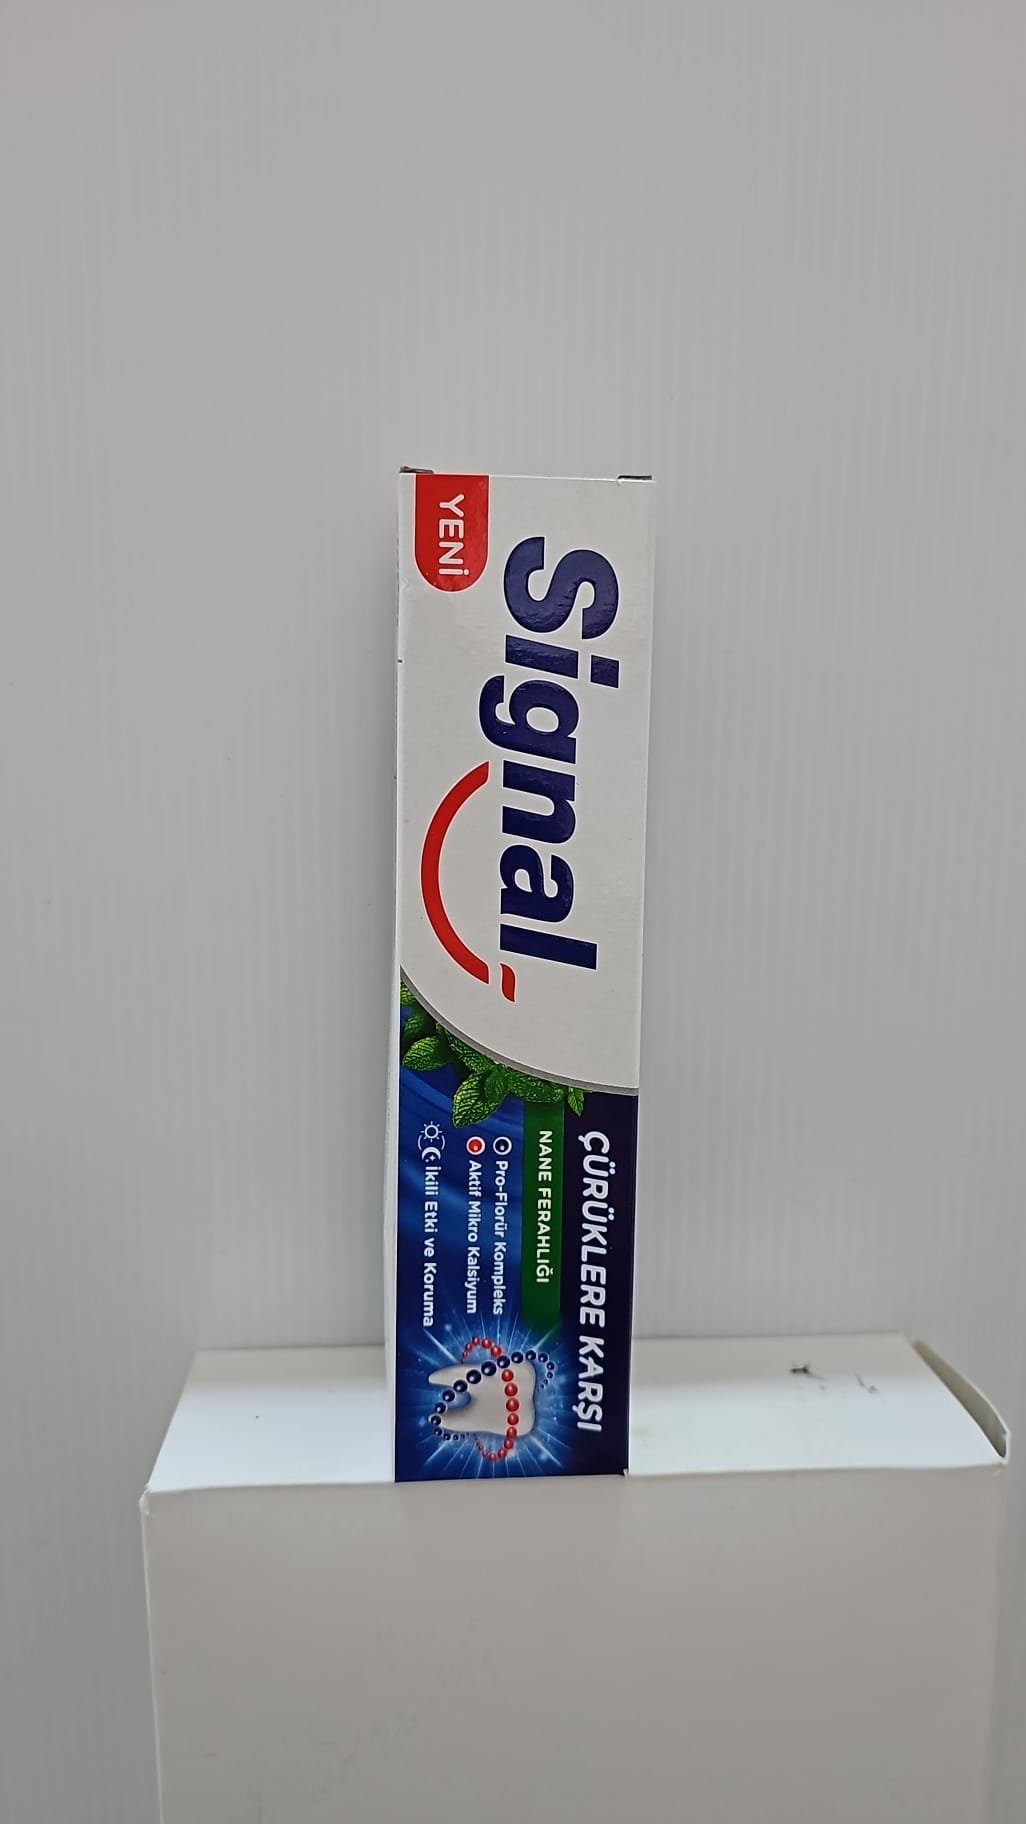 YENİ
Signal
ÇÜRÜKLERE KARŞI
NANE FERAHLIĞI
Pro-Florür Kompleks
Aktif Mikro Kalsiyum
İkili Etki ve Koruma